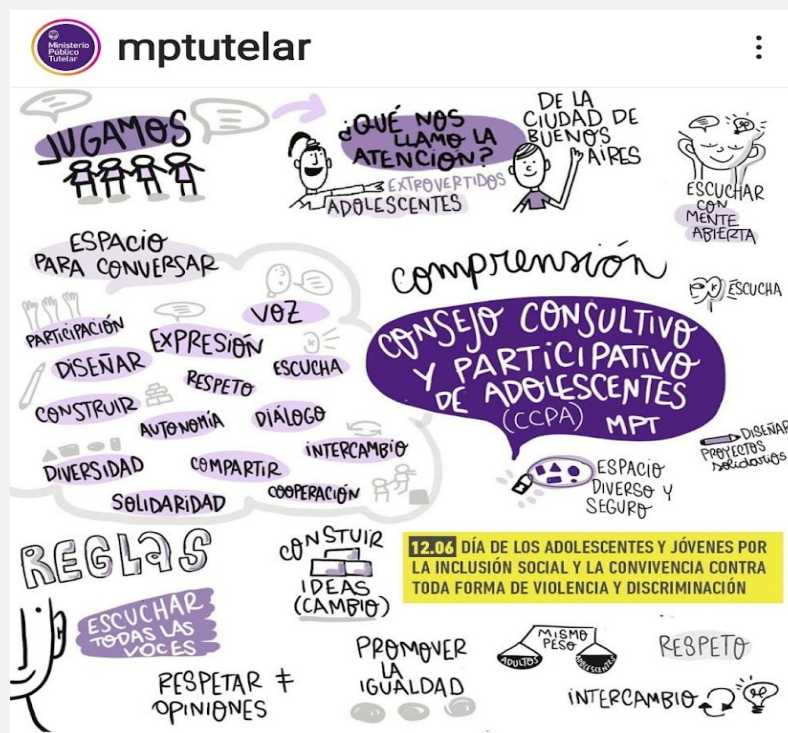 Ministerio
Público
Tutelar
mptutelar
JUGAMOS
¿QUÉ NOS
LLAMO LA
ATENCIÓN?
EXTROVERTIDOS
ADOLESCENTES
DE LA
CIUDAD DE
BUENOS
AIRES
ESCUCHAR
CON
MENTE
ABIERTA
ESPACIO
PARA CONVERSAR
VOZ
PARTICIPACIÓN
EXPRESIÓN
DISEÑAR
ESCUCHA
RESPETO
CONSTRUIR
AUTONOMÍA
DIÁLOGO
INTERCAMBIO
DIVERSIDAD
COMPARTIR
COOPERACIÓN
SOLIDARIDAD
comprensión
ESCUCHA
CONSEJO CONSULTIVO
Y PARTICIPATIVO
DE ADOLESCENTES
(CCPA) MPT
DISEÑAR
PROYECTOS
solidarios
ESPACIO
DIVERSO Y
SEGURO
REGLAS
ESCUCHAR
TODAS LAS
VOCES
RESPETAR ≠
OPINIONES
CONSTUIR
IDEAS
(CAMBIO)
12.06 DÍA DE LOS ADOLESCENTES Y JÓVENES POR
LA INCLUSIÓN SOCIAL Y LA CONVIVENCIA CONTRA
TODA FORMA DE VIOLENCIA Y DISCRIMINACIÓN
PROMOVER
LA
IGUALDAD
MISMO
PESO
ADULTOS
ADOLESCENTES
RESPETO
INTERCAMBIO